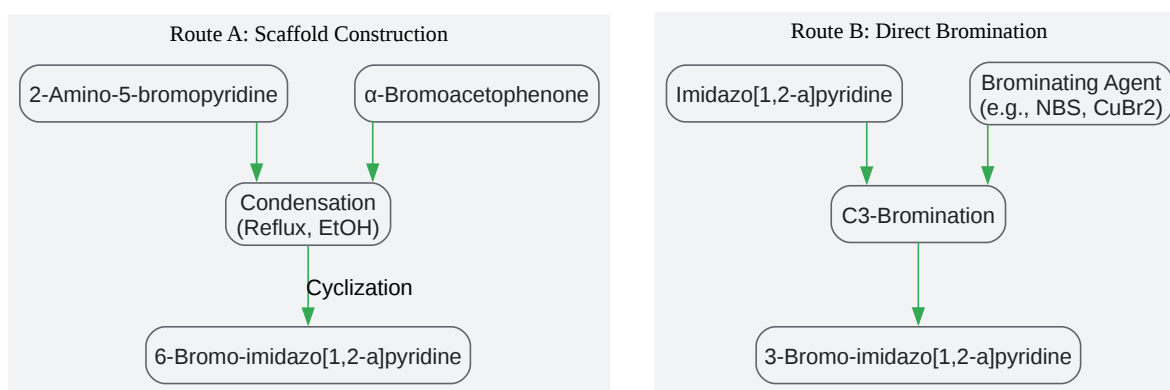 Route A: Scaffold Construction
2-Amino-5-bromopyridine
α-Bromoacetophenone
Condensation
(Reflux, EtOH)
Cyclization
6-Bromo-imidazo[1,2-a]pyridine
Route B: Direct Bromination
Imidazo[1,2-a]pyridine
Brominating Agent
(e.g., NBS, CuBr2)
C3-Bromination
3-Bromo-imidazo[1,2-a]pyridine